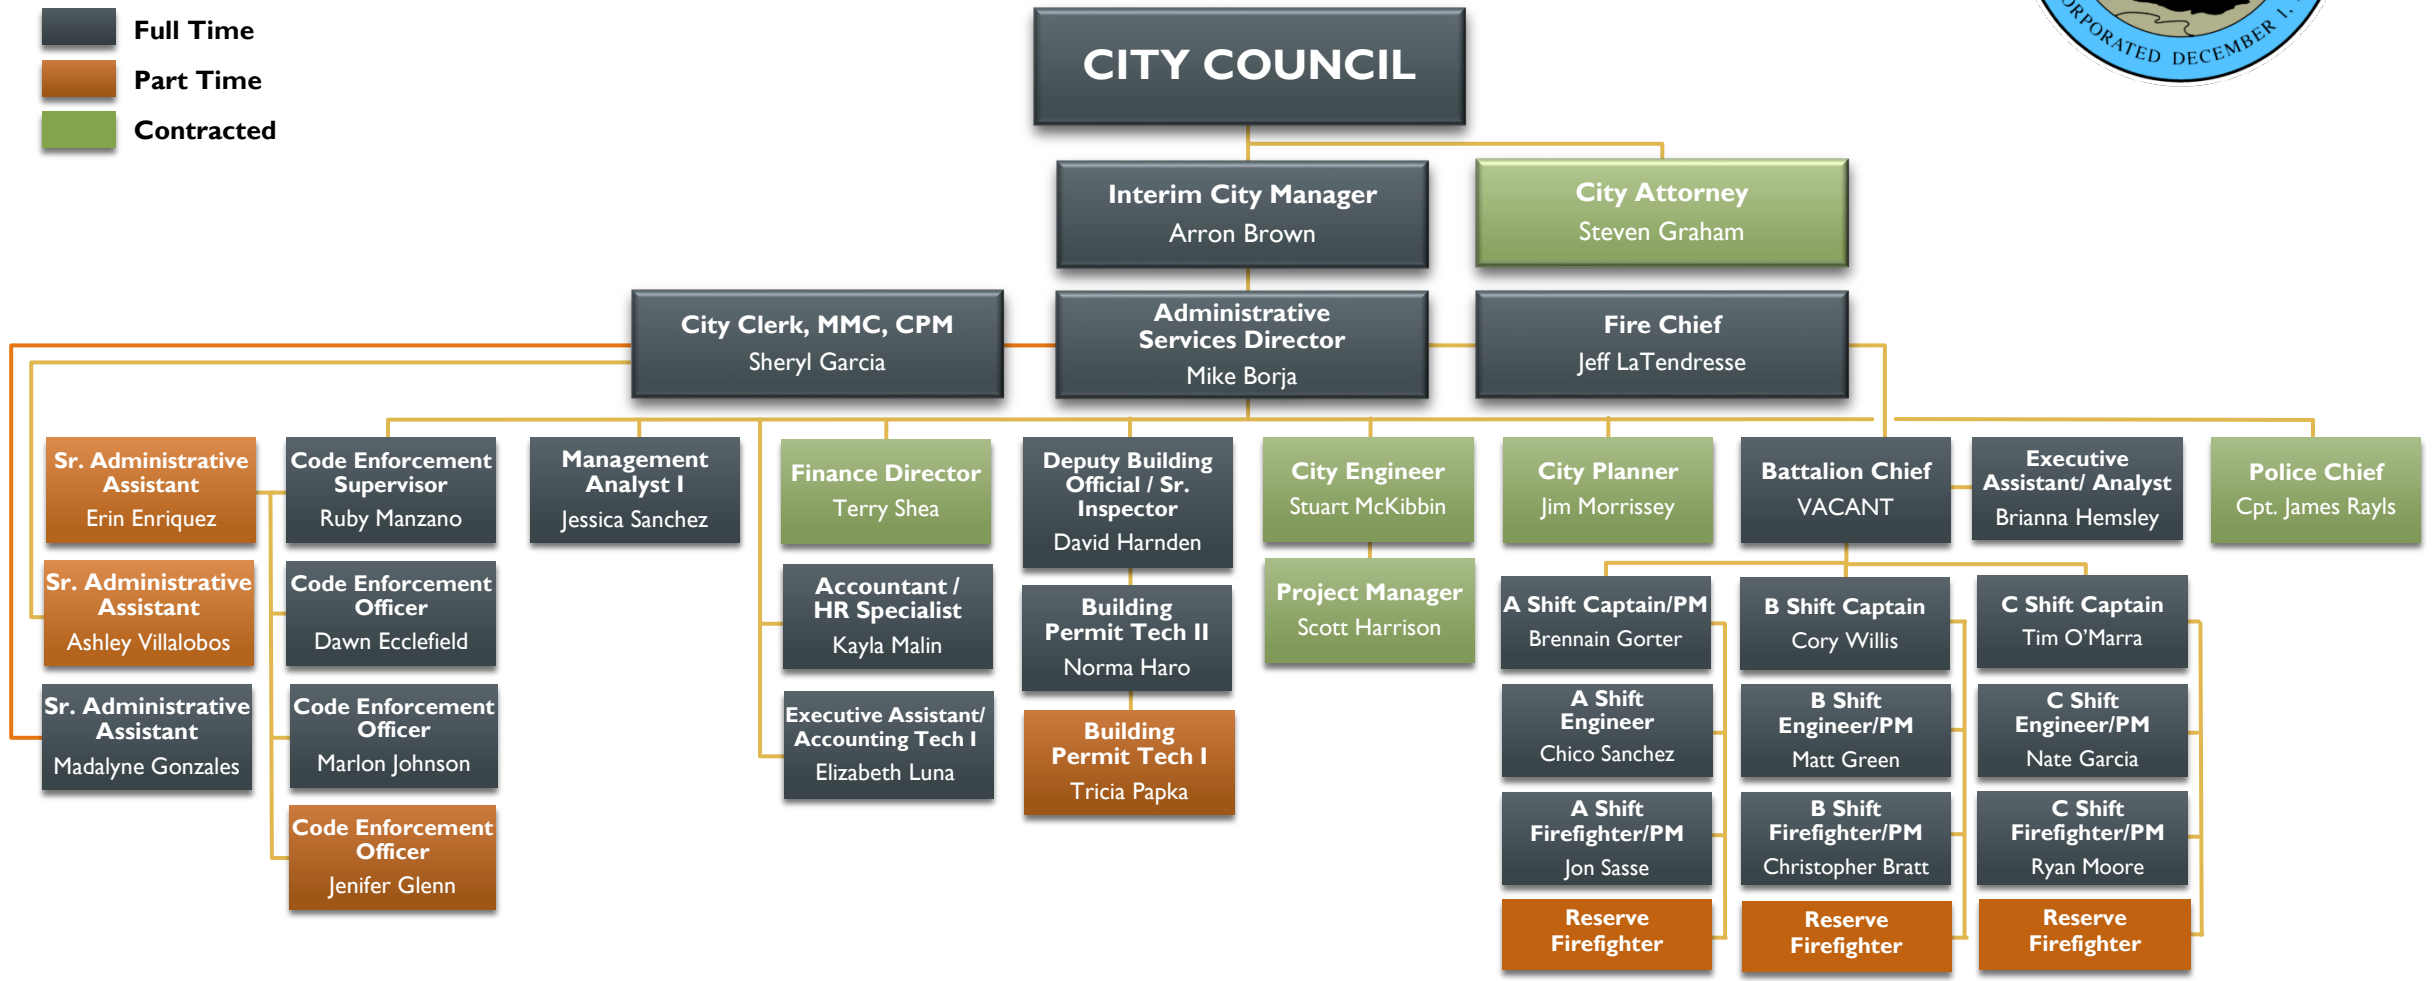 Full Time
Part Time
Contracted
ORPORATED DECEMBER 1,
CITY COUNCIL
Interim City Manager
Arron Brown
City Attorney
Steven Graham
City Clerk, MMC, CPM
Sheryl Garcia
Administrative
Services Director
Mike Borja
Fire Chief
Jeff LaTendresse
Sr. Administrative
Assistant
Erin Enriquez
Sr. Administrative
Assistant
Ashley Villalobos
Sr. Administrative
Assistant
Madalyne Gonzales
Code Enforcement
Supervisor
Ruby Manzano
Code Enforcement
Officer
Dawn Ecclefield
Code Enforcement
Officer
Marlon Johnson
Code Enforcement
Officer
Jenifer Glenn
Management
Analyst I
Jessica Sanchez
Finance Director
Terry Shea
Accountant /
HR Specialist
Kayla Malin
Executive Assistant/
Accounting Tech I
Elizabeth Luna
Deputy Building
Official / Sr.
Inspector
David Harnden
Building
Permit Tech II
Norma Haro
Building
Permit Tech I
Tricia Papka
City Engineer
Stuart McKibbin
Project Manager
Scott Harrison
City Planner
Jim Morrissey
Battalion Chief
VACANT
Executive
Assistant/ Analyst
Brianna Hemsley
Police Chief
Cpt. James Rayls
A Shift Captain/PM
Brennain Gorter
A Shift
Engineer
Chico Sanchez
A Shift
Firefighter/PM
Jon Sasse
Reserve
Firefighter
B Shift Captain
Cory Willis
B Shift
Engineer/PM
Matt Green
B Shift
Firefighter/PM
Christopher Bratt
Reserve
Firefighter
C Shift Captain
Tim O’Marra
C Shift
Engineer/PM
Nate Garcia
C Shift
Firefighter/PM
Ryan Moore
Reserve
Firefighter